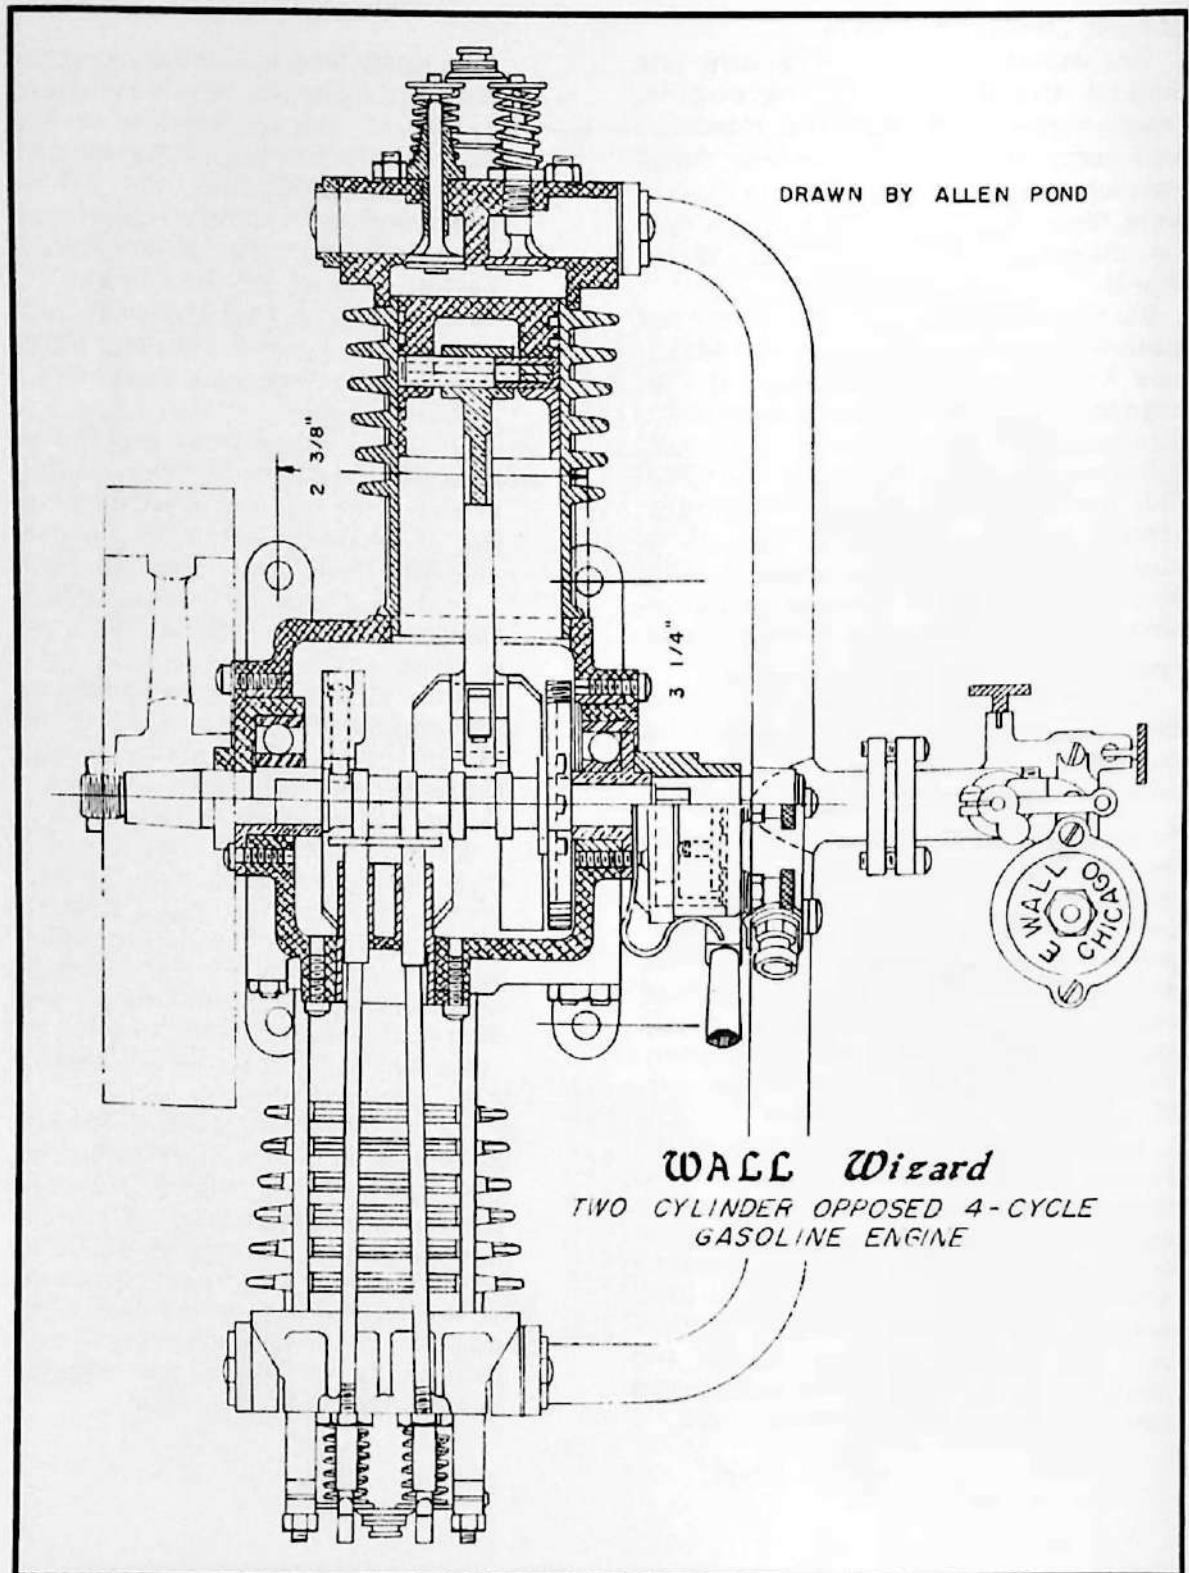 DRAWN BY ALLEN POND
2 3/8"
3 1/4"
E WALL
CHICAGO
WALL Wizard
TWO CYLINDER OPPOSED 4-CYCLE
GASOLINE ENGINE